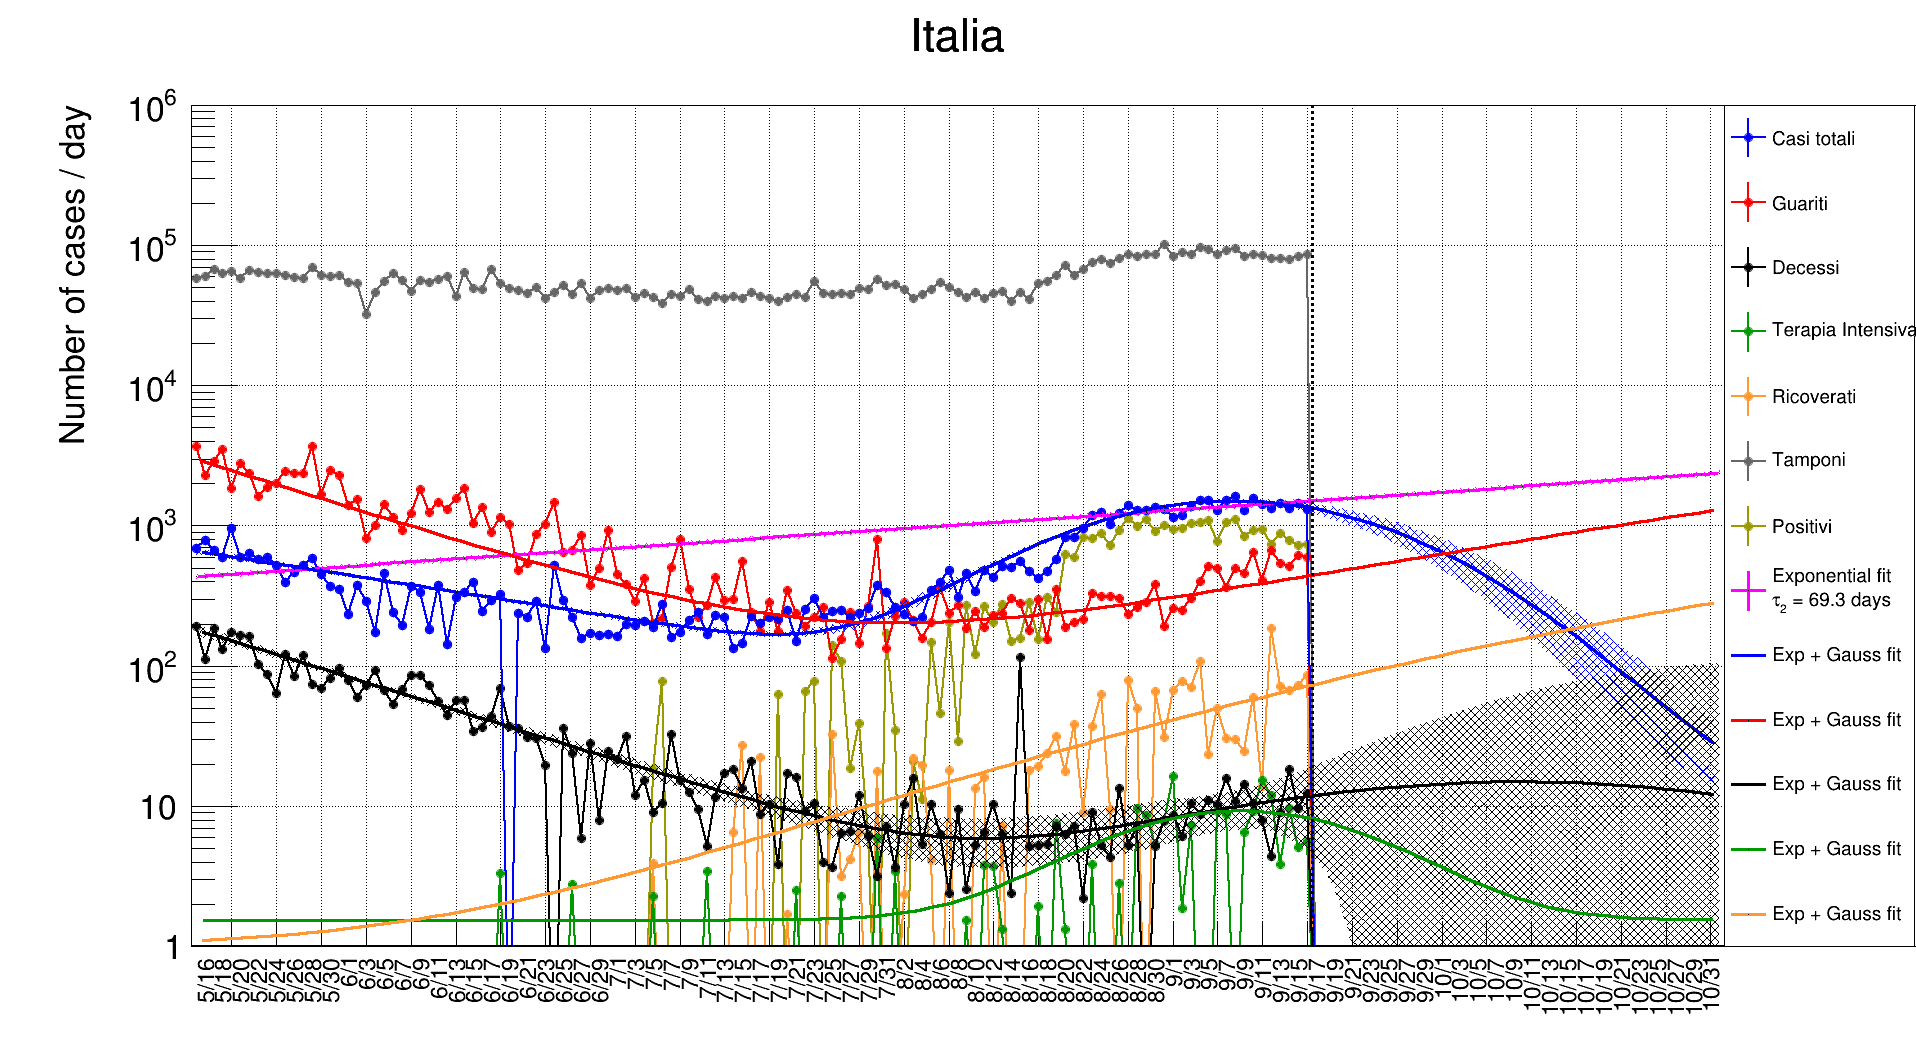 Italia
Number of cases / day
10^6
10^5
10^4
10^3
10^2
10
1
5/16 5/18 5/20 5/22 5/24 5/26 5/28 5/30 6/1 6/3 6/5 6/7 6/9 6/11 6/13 6/15 6/17 6/19 6/21 6/23 6/25 6/27 6/29 7/1 7/3 7/5 7/7 7/9 7/11 7/13 7/15 7/17 7/19 7/21 7/23 7/25 7/27 7/29 7/31 8/2 8/4 8/6 8/8 8/10 8/12 8/14 8/16 8/18 8/20 8/22 8/24 8/26 8/28 8/30 9/1 9/3 9/5 9/7 9/9 9/11 9/13 9/15 9/17 9/19 9/21 9/23 9/25 9/27 9/29 10/1 10/3 10/5 10/7 10/9 10/11 10/13 10/15 10/17 10/19 10/21 10/23 10/25 10/27 10/29 10/31
Casi totali
Guariti
Decessi
Terapia Intensiva
Ricoverati
Tamponi
Positivi
Exponential fit
τ2 = 69.3 days
Exp + Gauss fit
Exp + Gauss fit
Exp + Gauss fit
Exp + Gauss fit
Exp + Gauss fit